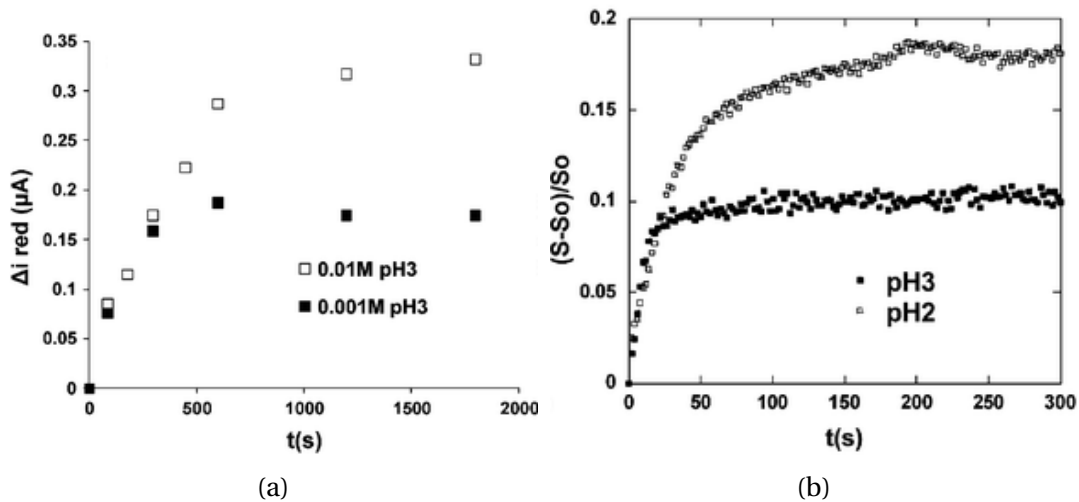 0.35
0.3
0.25
0.2
0.15
0.1
0.05
0
Δi red (µA)
0.01M pH3
0.001M pH3
0 500 1000 1500 2000
t(s)
(a)
0.2
0.15
0.1
0.05
0
(S-So)/So
pH3
pH2
0 50 100 150 200 250 300
t(s)
(b)